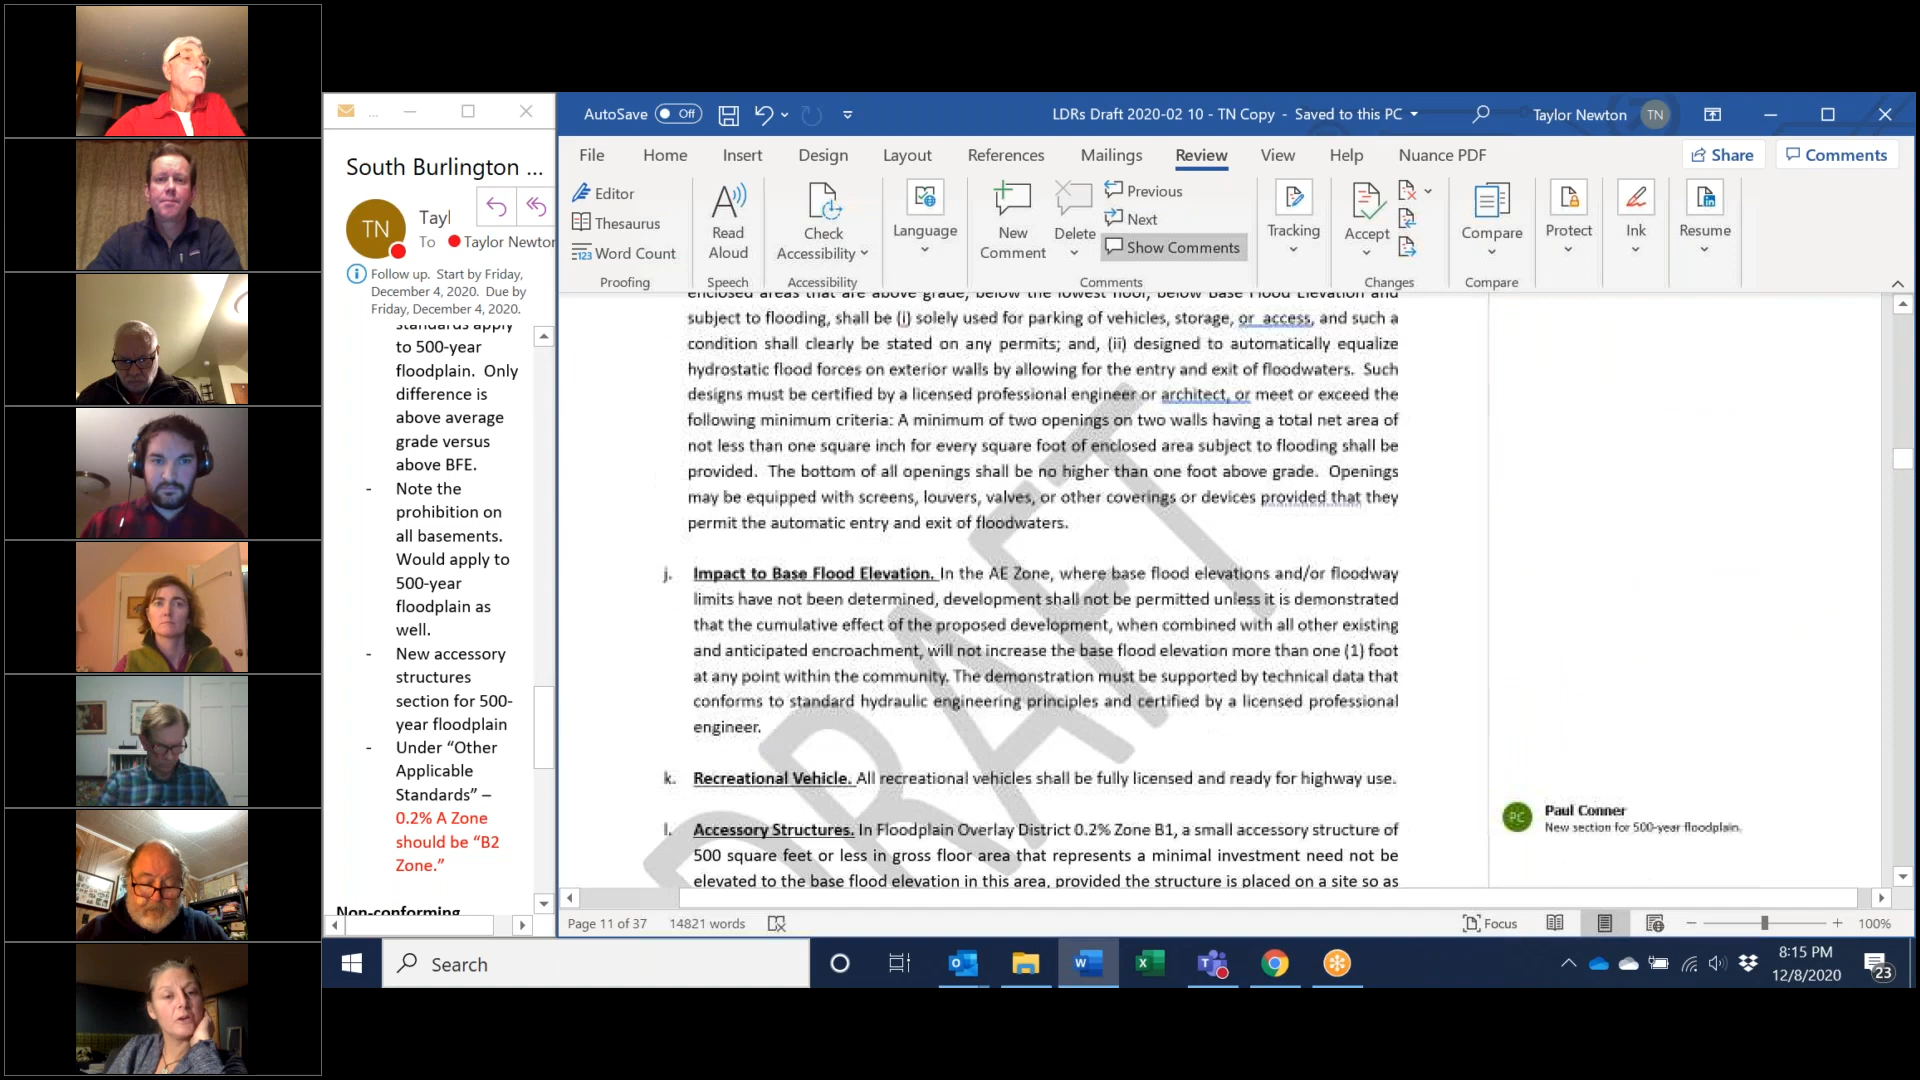 ...
South Burlington ...
TN
Tayl
To Taylor Newtor
Follow up. Start by Friday,
December 4, 2020. Due by
Friday, December 4, 2020.
standards apply
to 500-year
floodplain. Only
difference is
above average
grade versus
above BFE.
- Note the
prohibition on
all basements.
Would apply to
500-year
floodplain as
well.
- New accessory
structures
section for 500-
year floodplain
- Under “Other
Applicable
Standards” –
0.2% A Zone
should be “B2
Zone.”
Non-conforming
AutoSave Off
LDRs Draft 2020-02 10 - TN Copy - Saved to this PC
Taylor Newton TN
File Home Insert Design Layout References Mailings Review View Help Nuance PDF
Share Comments
Editor
Thesaurus
123 Word Count
Proofing
Read Aloud
Speech
Check Accessibility
Accessibility
Language
New Comment
Delete
Previous
Next
Show Comments
Comments
Tracking
Accept
Changes
Compare
Compare
Protect
Ink
Resume
enclosed areas that are above grade, below the lowest floor, below Base Flood Elevation and
subject to flooding, shall be (i) solely used for parking of vehicles, storage, or access, and such a
condition shall clearly be stated on any permits; and, (ii) designed to automatically equalize
hydrostatic flood forces on exterior walls by allowing for the entry and exit of floodwaters. Such
designs must be certified by a licensed professional engineer or architect, or meet or exceed the
following minimum criteria: A minimum of two openings on two walls having a total net area of
not less than one square inch for every square foot of enclosed area subject to flooding shall be
provided. The bottom of all openings shall be no higher than one foot above grade. Openings
may be equipped with screens, louvers, valves, or other coverings or devices provided that they
permit the automatic entry and exit of floodwaters.
j. Impact to Base Flood Elevation. In the AE Zone, where base flood elevations and/or floodway
limits have not been determined, development shall not be permitted unless it is demonstrated
that the cumulative effect of the proposed development, when combined with all other existing
and anticipated encroachment, will not increase the base flood elevation more than one (1) foot
at any point within the community. The demonstration must be supported by technical data that
conforms to standard hydraulic engineering principles and certified by a licensed professional
engineer.
k. Recreational Vehicle. All recreational vehicles shall be fully licensed and ready for highway use.
l. Accessory Structures. In Floodplain Overlay District 0.2% Zone B1, a small accessory structure of
500 square feet or less in gross floor area that represents a minimal investment need not be
elevated to the base flood elevation in this area, provided the structure is placed on a site so as
DRAFT
PC Paul Conner
New section for 500-year floodplain.
Page 11 of 37 14821 words
Focus
100%
Search
8:15 PM
12/8/2020
23